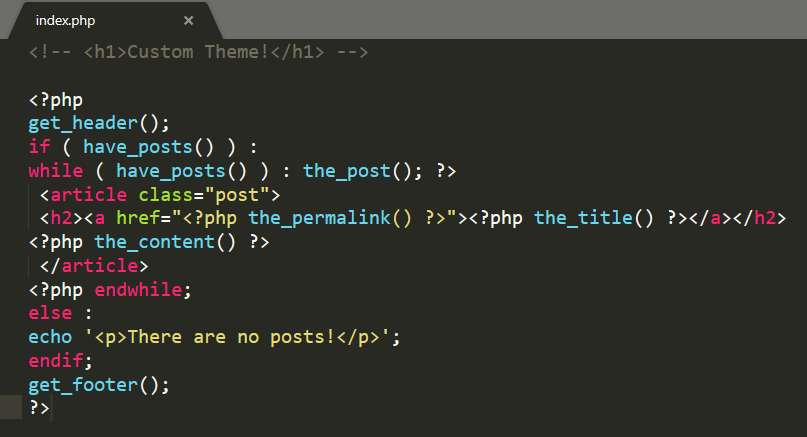 index.php ×
<!-- <h1>Custom Theme!</h1> -->
<?php
get_header();
if ( have_posts() ) :
while ( have_posts() ) : the_post(); ?>
<article class="post">
<h2><a href="<?php the_permalink() ?>"><?php the_title() ?></a></h2>
<?php the_content() ?>
</article>
<?php endwhile;
else :
echo '<p>There are no posts!</p>';
endif;
get_footer();
?>